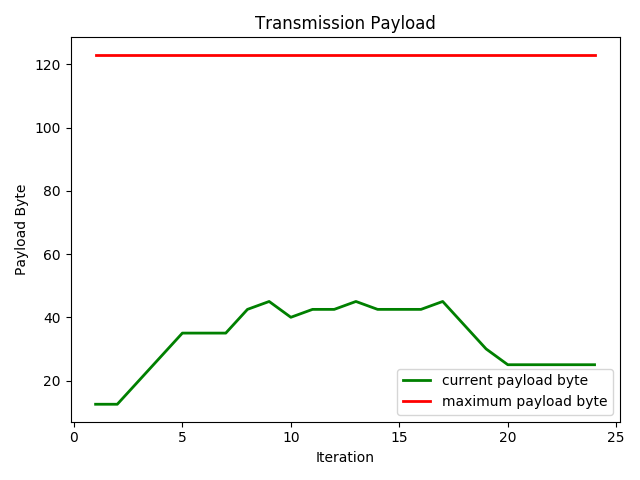 Transmission Payload
120
100
80
60
40
20
Payload Byte
0
5
10
15
20
25
Iteration
current payload byte
maximum payload byte